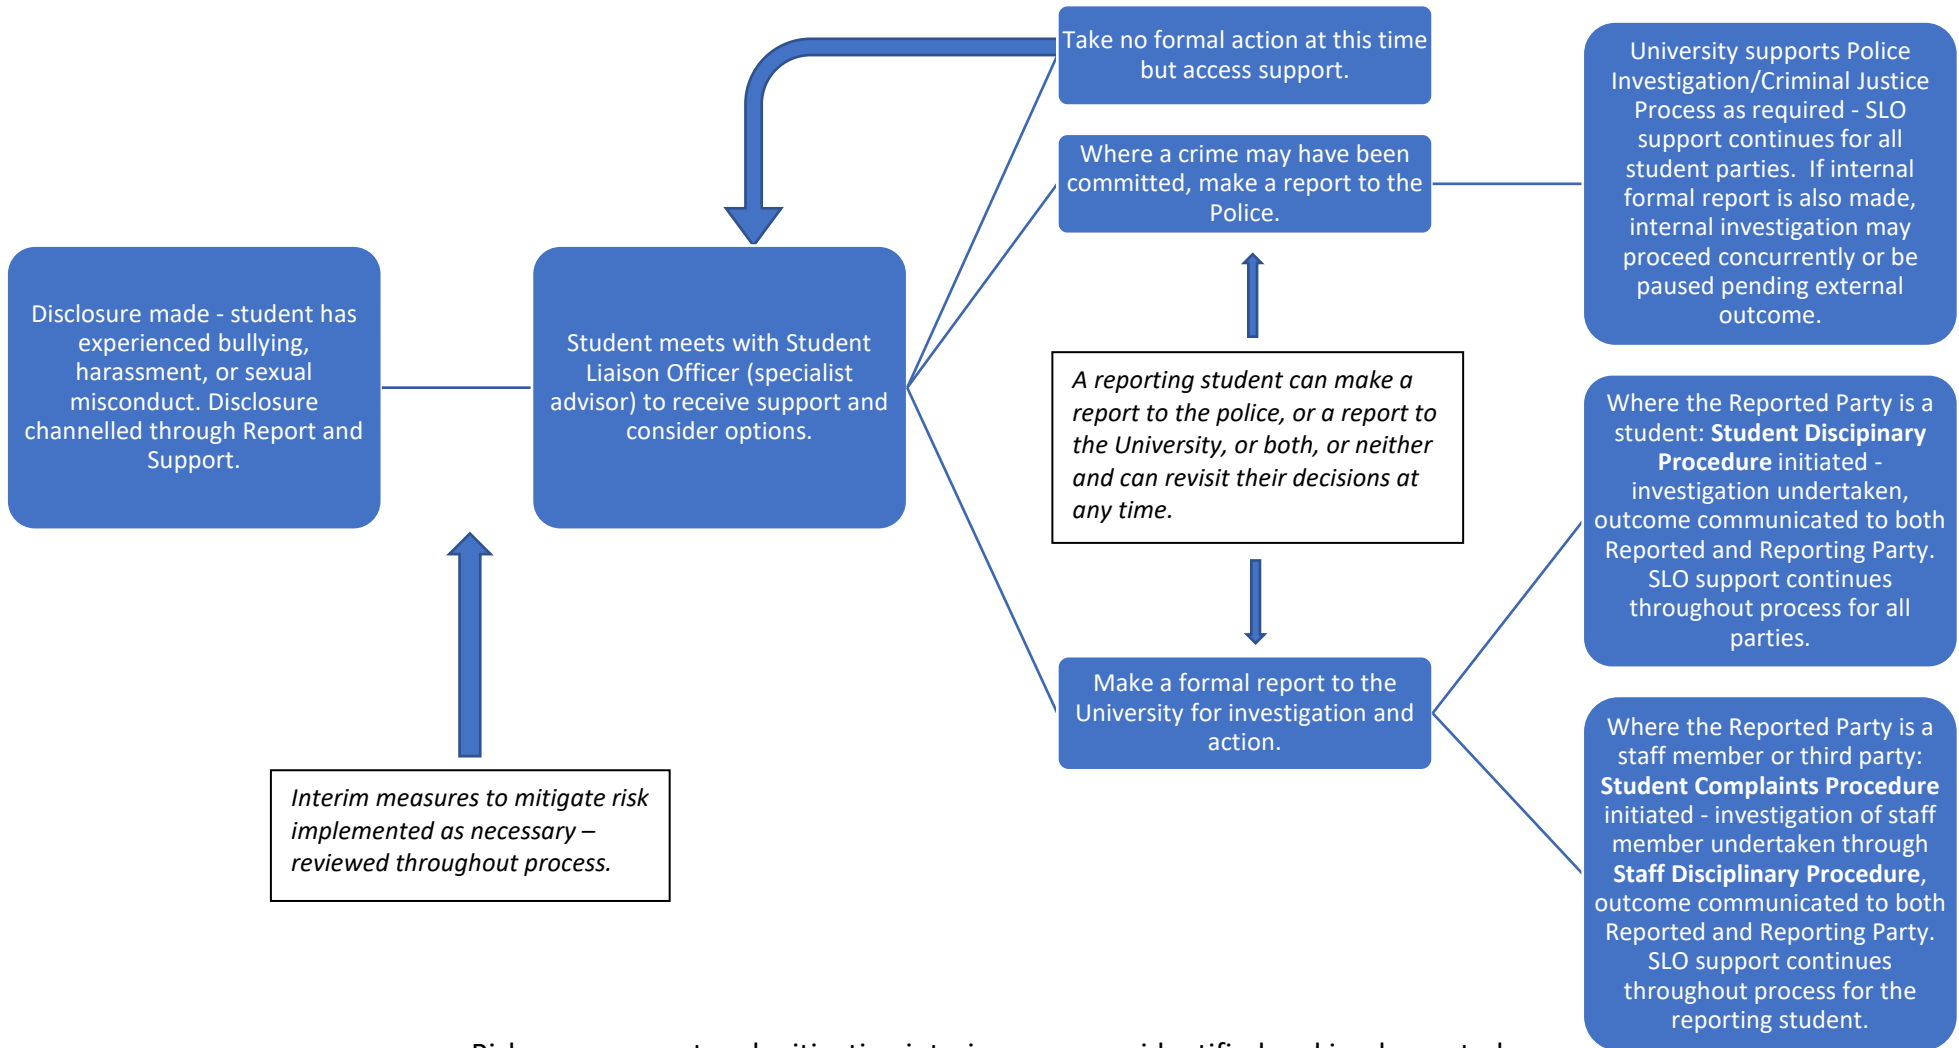 Disclosure made - student has
experienced bullying,
harassment, or sexual
misconduct. Disclosure
channelled through Report and
Support.
Interim measures to mitigate risk
implemented as necessary –
reviewed throughout process.
Student meets with Student
Liaison Officer (specialist
advisor) to receive support and
consider options.
Take no formal action at this time
but access support.
Where a crime may have been
committed, make a report to the
Police.
A reporting student can make a
report to the police, or a report to
the University, or both, or neither
and can revisit their decisions at
any time.
Make a formal report to the
University for investigation and
action.
University supports Police
Investigation/Criminal Justice
Process as required - SLO
support continues for all
student parties. If internal
formal report is also made,
internal investigation may
proceed concurrently or be
paused pending external
outcome.
Where the Reported Party is a
student: Student Discipinary
Procedure initiated -
investigation undertaken,
outcome communicated to both
Reported and Reporting Party.
SLO support continues
throughout process for all
parties.
Where the Reported Party is a
staff member or third party:
Student Complaints Procedure
initiated - investigation of staff
member undertaken through
Staff Disciplinary Procedure,
outcome communicated to both
Reported and Reporting Party.
SLO support continues
throughout process for the
reporting student.